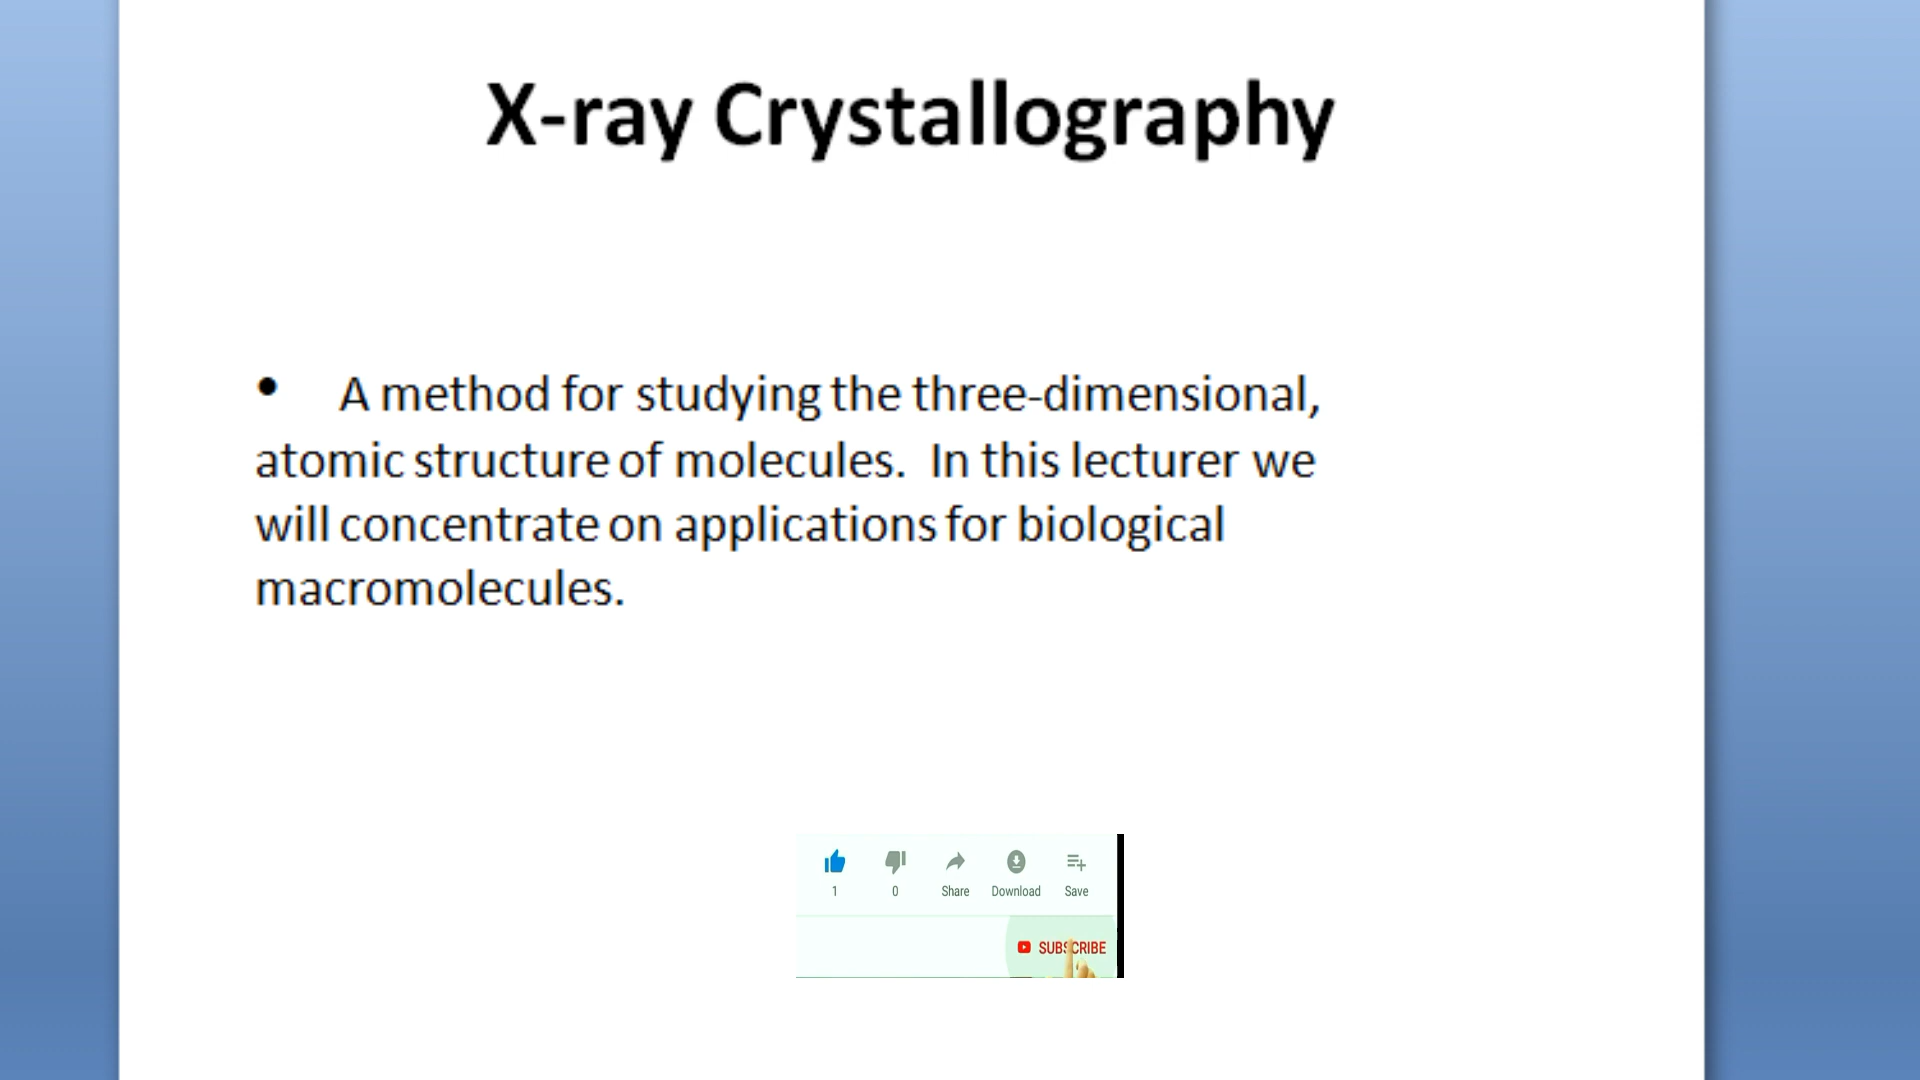 X-ray Crystallography
• A method for studying the three-dimensional,
atomic structure of molecules. In this lecturer we
will concentrate on applications for biological
macromolecules.
1 0 Share Download Save
SUBSCRIBE